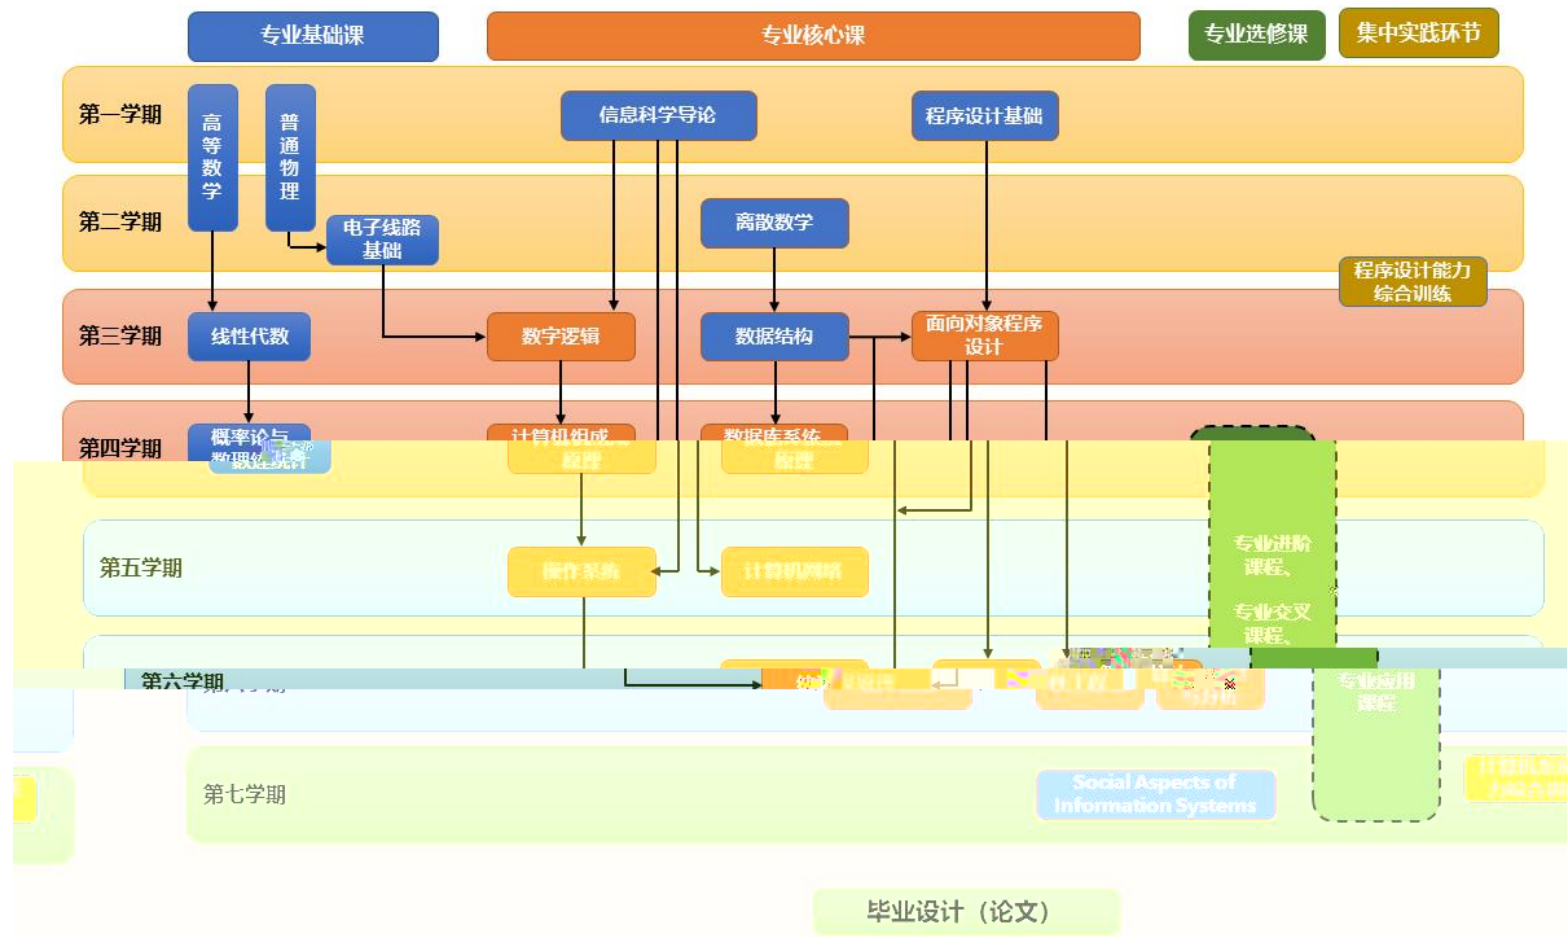 专业基础课
专业核心课
专业选修课
集中实践环节
第一学期
高等数学
普通物理
信息科学导论
程序设计基础
第二学期
电子线路
基础
离散数学
程序设计能力
综合训练
第三学期
线性代数
数字逻辑
数据结构
面向对象程序
设计
第四学期
概率论与
数理统计
计算机组成
原理
数据库系统
原理
第五学期
操作系统
计算机网络
专业进阶
课程、
专业交叉
课程、
第六学期
专业应用
课程
第七学期
Social Aspects of
Information Systems
毕业设计（论文）